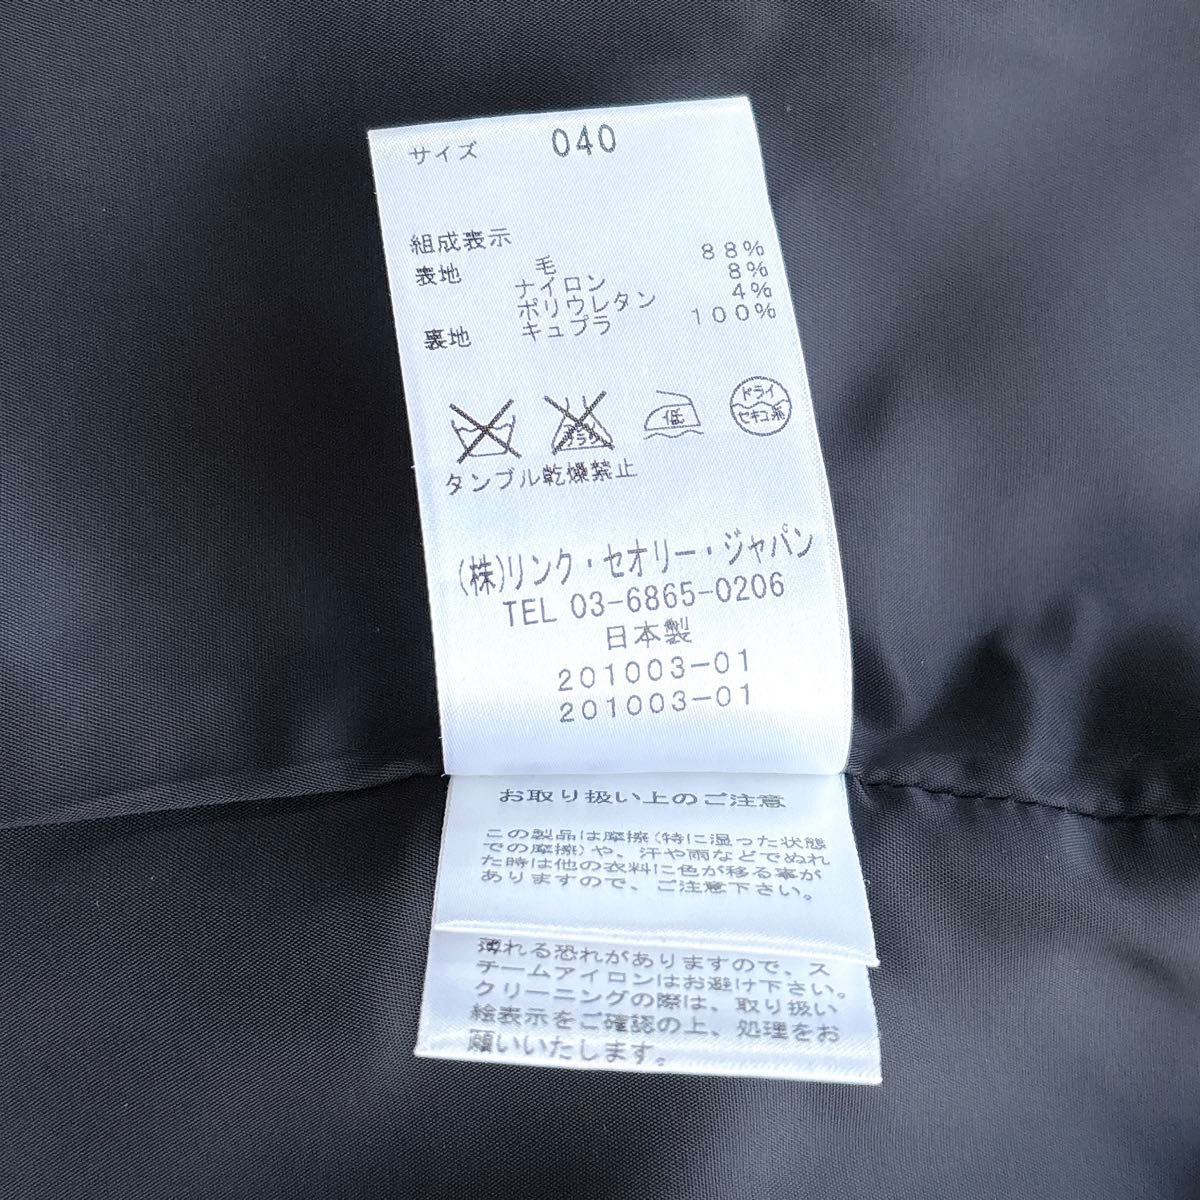 サイズ 040
組成表示
表地 毛 88%
ナイロン 8%
ポリウレタン 4%
裏地 キュプラ 100%
低
ドライ
セキユ系
タンブル乾燥禁止
(株)リンク・セオリー・ジャパン
TEL 03-6865-0206
日本製
201003-01
201003-01
お取り扱い上のご注意
この製品は摩擦(特に湿った状態
での摩擦)や、汗や雨などでぬれ
た時は他の衣料に色が移る事が
ありますので、ご注意下さい。
薄れる恐れがありますので、ス
チームアイロンはお避け下さい。
クリーニングの際は、取り扱い
絵表示をご確認の上、処理をお
願いいたします。